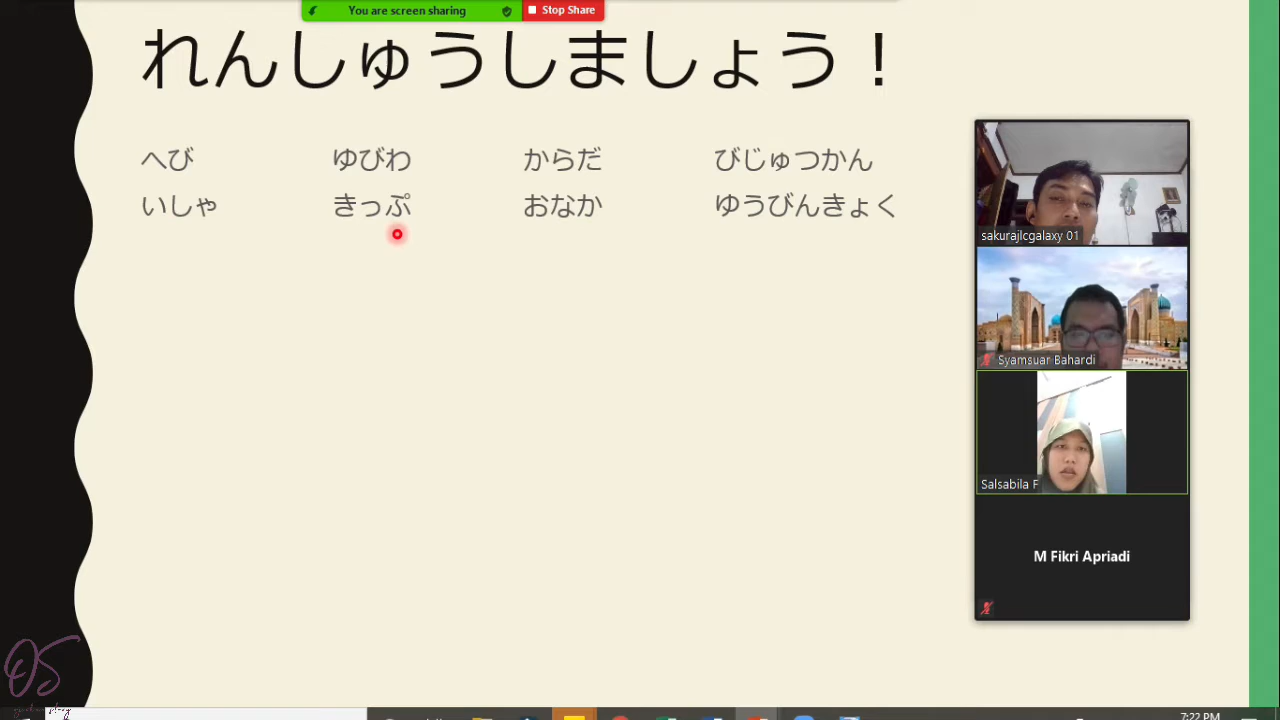 You are screen sharing Stop Share
れんしゅうしましょう！
へび ゆびわ からだ びじゅつかん
いしゃ きっぷ おなか ゆうびんきょく
sakurajlcgalaxy 01
Syamsuar Bahardi
Salsabila F
M Fikri Apriadi
OS
7:22 PM